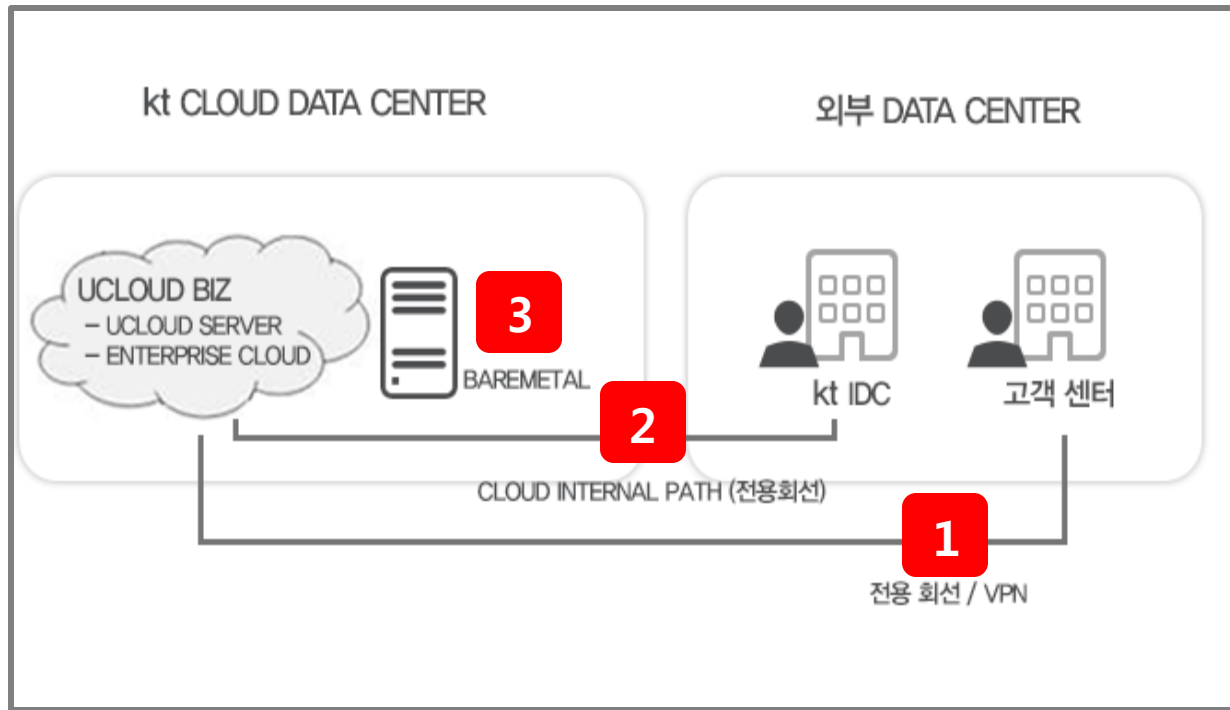 kt CLOUD DATA CENTER
외부 DATA CENTER
UCLOUD BIZ
– UCLOUD SERVER
– ENTERPRISE CLOUD
3
BAREMETAL
kt IDC
고객 센터
2
CLOUD INTERNAL PATH (전용회선)
1
전용 회선 / VPN